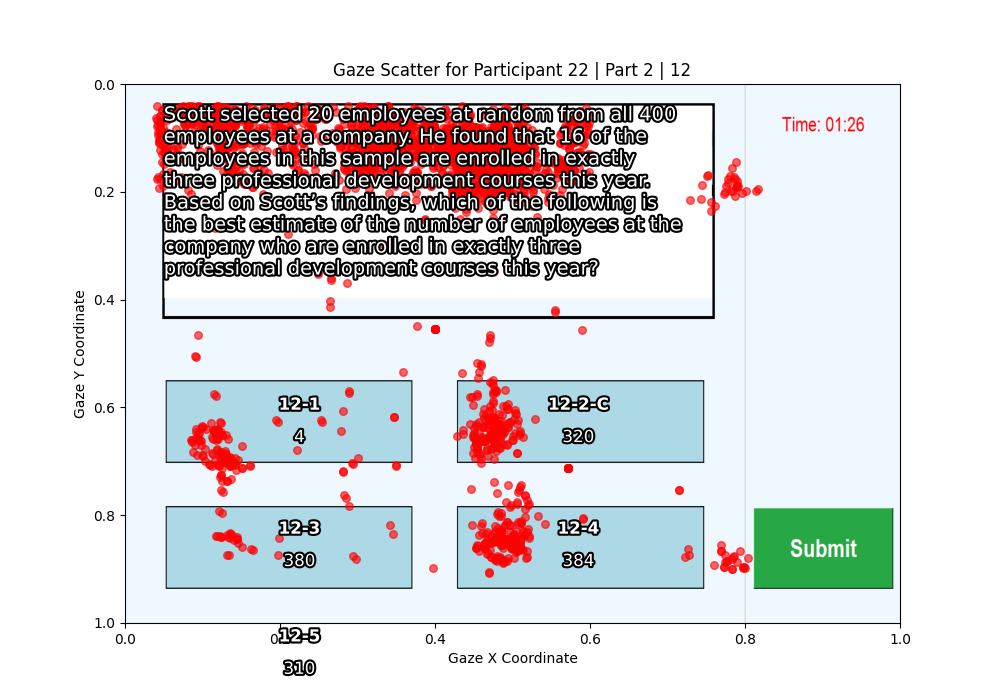 Gaze Scatter for Participant 22 | Part 2 | 12
Scott selected 20 employees at random from all 400
employees at a company. He found that 16 of the
employees in this sample are enrolled in exactly
three professional development courses this year.
Based on Scott's findings, which of the following is
the best estimate of the number of employees at the
company who are enrolled in exactly three
professional development courses this year?
Time: 01:26
12-1
4
12-2-C
320
12-3
380
12-4
384
Submit
12-5
310
0.0
0.2
0.4
0.6
0.8
1.0
Gaze Y Coordinate
0.0 0.2 0.4 0.6 0.8 1.0
Gaze X Coordinate